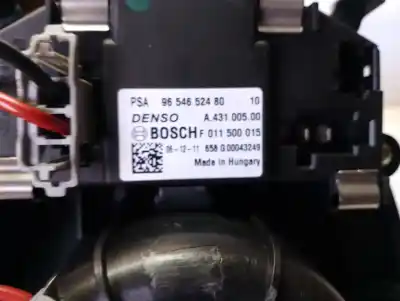 PSA 96 546 524 80 10
DENSO A.431.005.00
BOSCH F 011 500 015
06-12-11 658 G.00043249
Made in Hungary